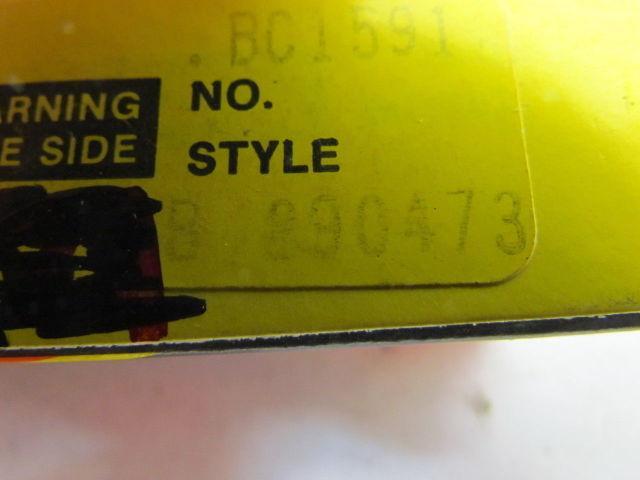 .BC1591
ARNING
E SIDE
NO.
STYLE
B 890473